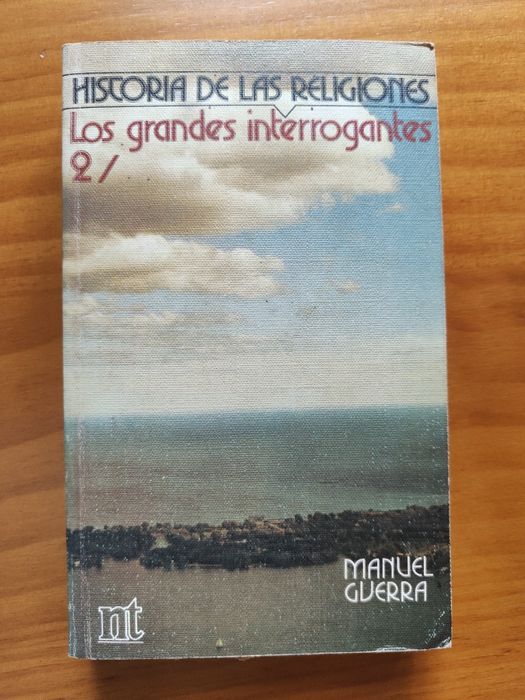 HISTORIA DE LAS RELIGIONES
Los grandes interrogantes
2/
MANUEL
GUERRA
nt